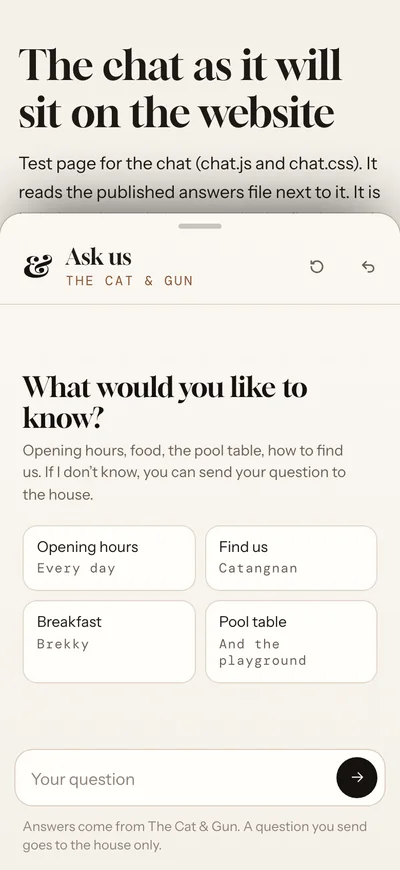 The chat as it will
sit on the website
Test page for the chat (chat.js and chat.css). It
reads the published answers file next to it. It is
&
Ask us
THE CAT & GUN
What would you like to
know?
Opening hours, food, the pool table, how to find
us. If I don’t know, you can send your question to
the house.
Opening hours
Every day
Find us
Catangnan
Breakfast
Brekky
Pool table
And the
playground
Your question
Answers come from The Cat & Gun. A question you send
goes to the house only.